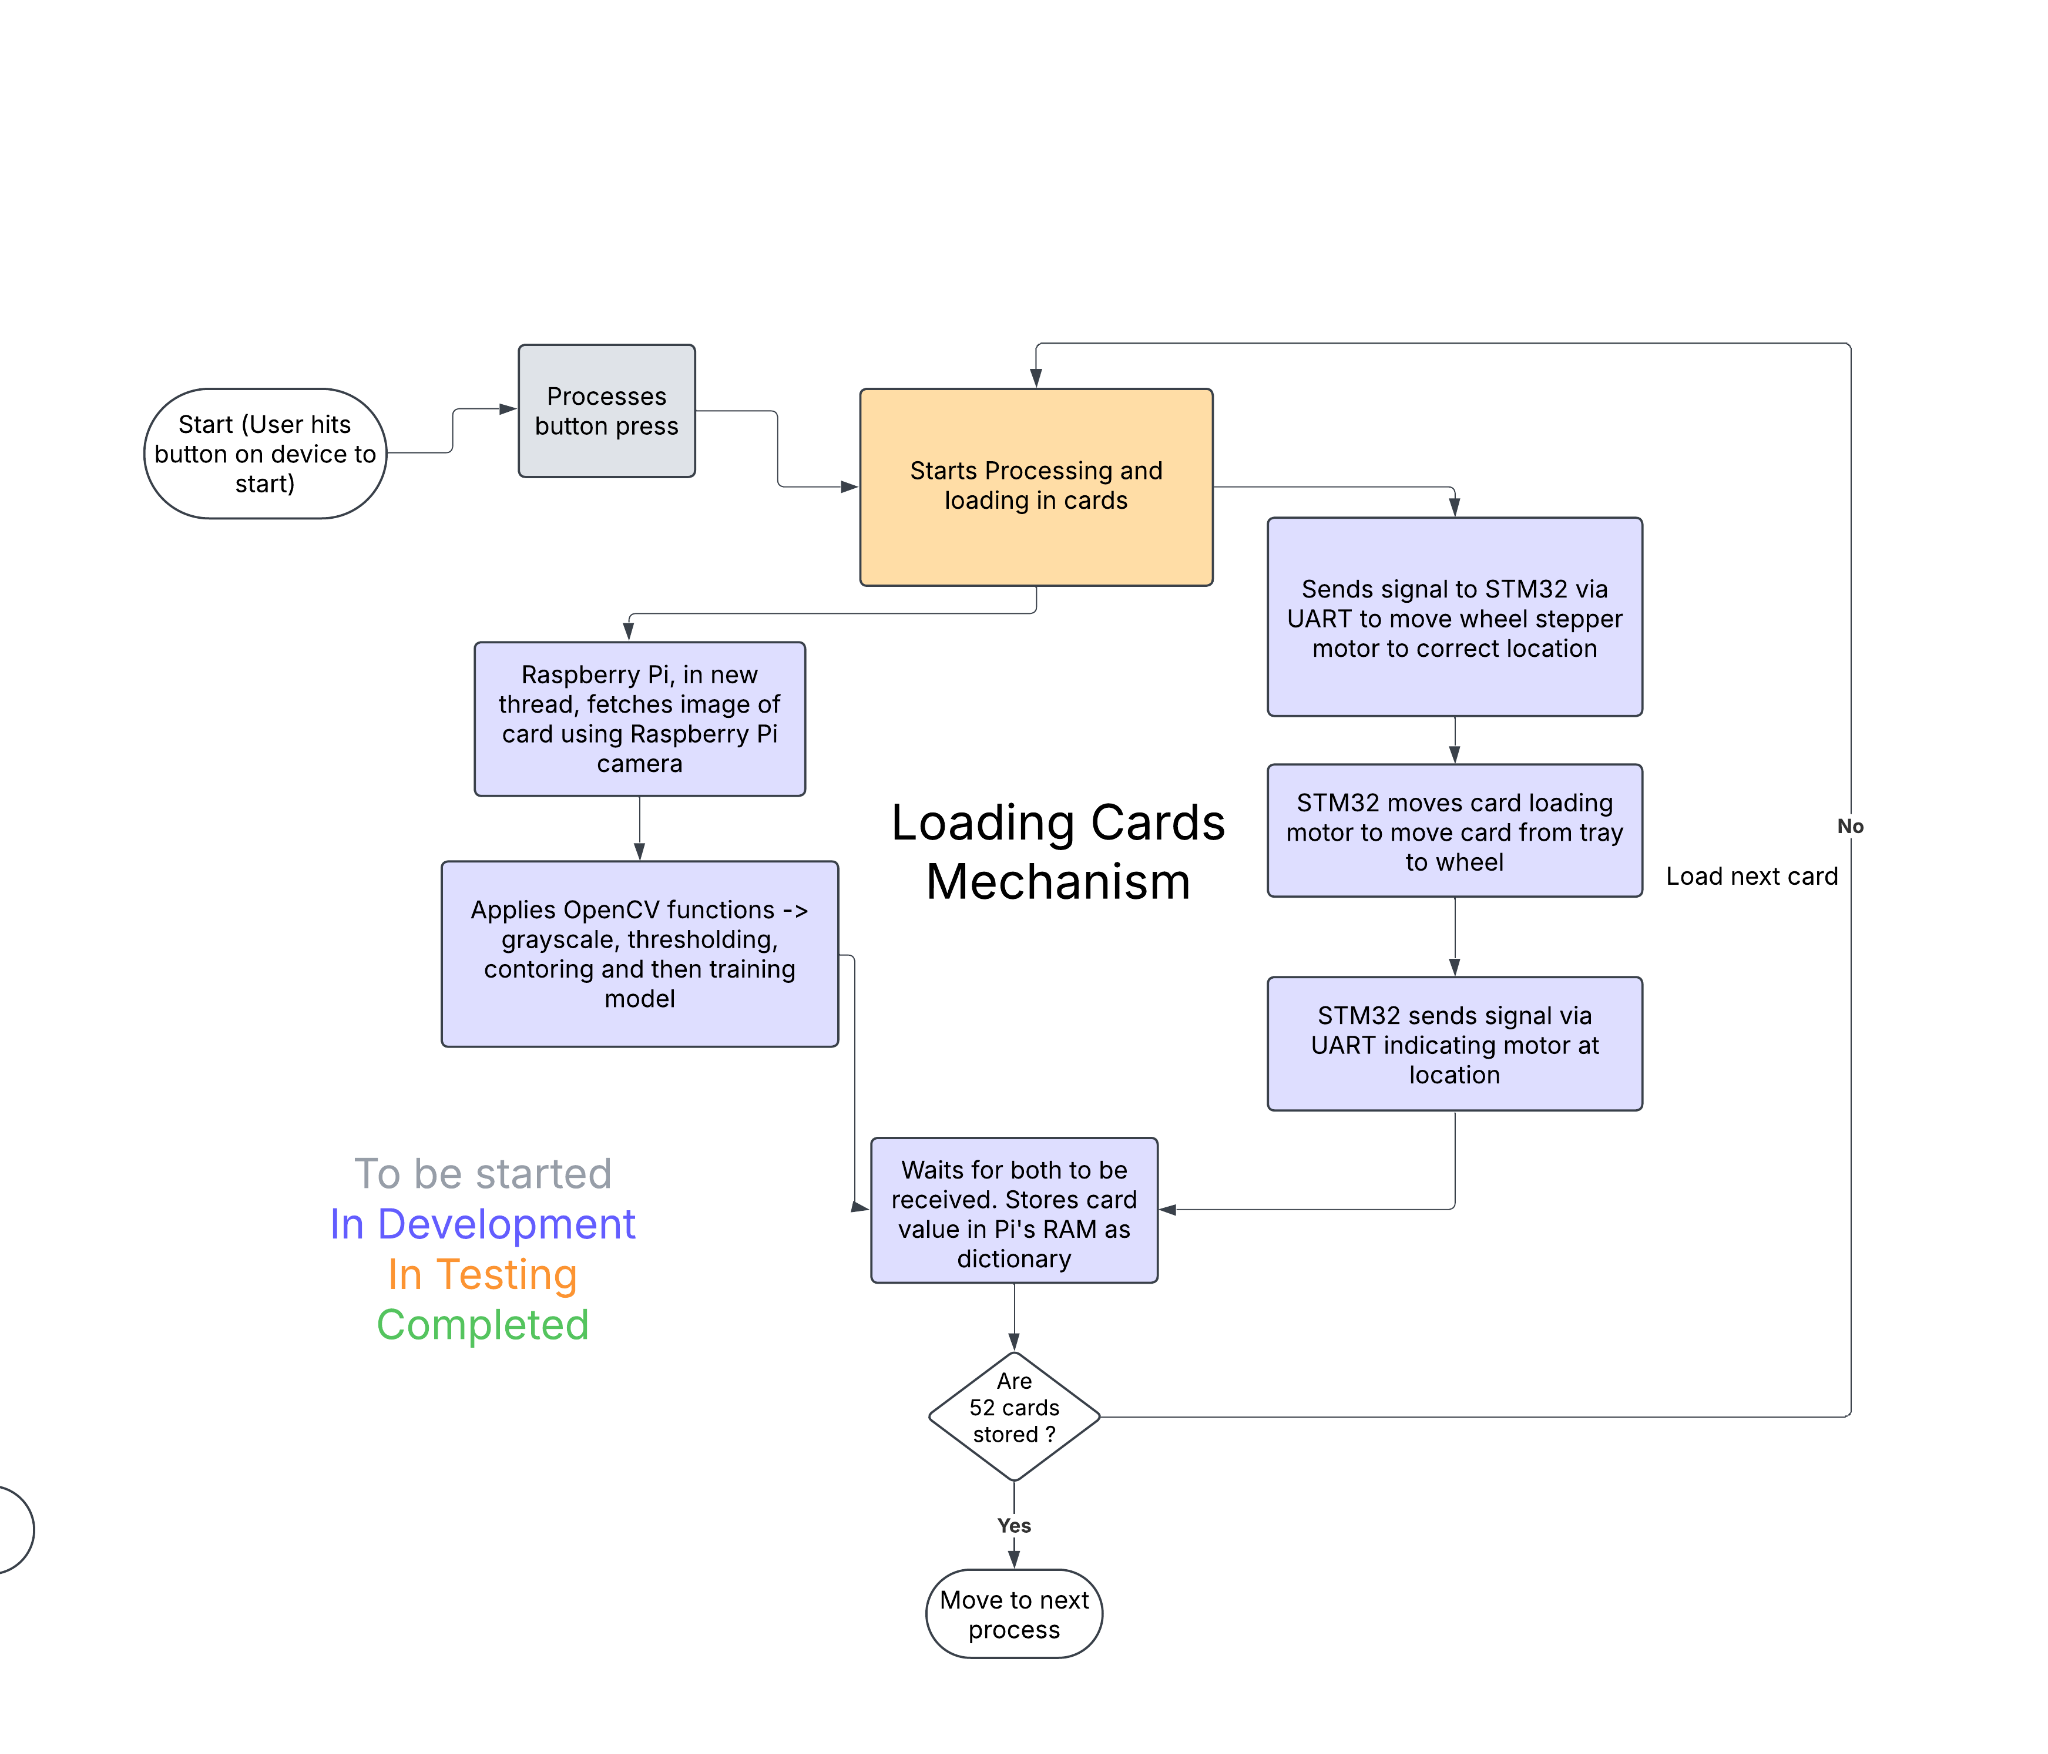 Start (User hits
button on device to
start)
Processes
button press
Starts Processing and
loading in cards
Sends signal to STM32 via
UART to move wheel stepper
motor to correct location
Raspberry Pi, in new
thread, fetches image of
card using Raspberry Pi
camera
STM32 moves card loading
motor to move card from tray
to wheel
Loading Cards
Mechanism
No
Load next card
Applies OpenCV functions ->
grayscale, thresholding,
contoring and then training
model
STM32 sends signal via
UART indicating motor at
location
To be started
In Development
In Testing
Completed
Waits for both to be
received. Stores card
value in Pi's RAM as
dictionary
Are
52 cards
stored ?
Yes
Move to next
process